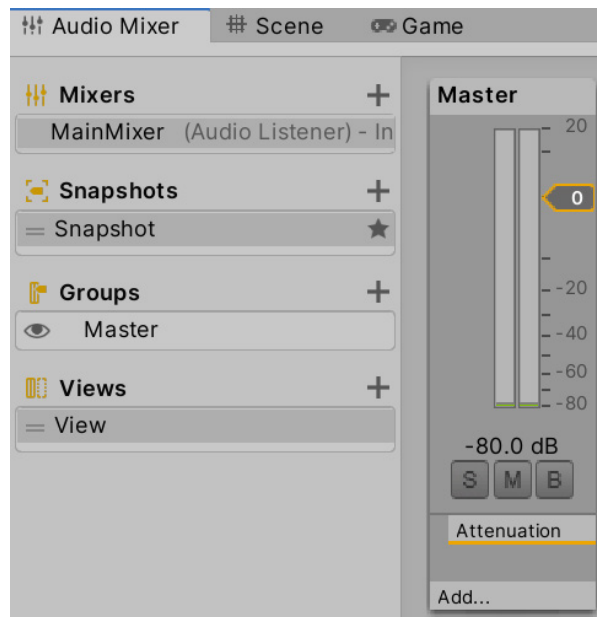 Audio Mixer
Scene
Game
Mixers
MainMixer (Audio Listener) - In
Snapshots
Snapshot
Groups
Master
Views
View
Master
20
0
-20
-40
-60
-80
-80.0 dB
S M B
Attenuation
Add...